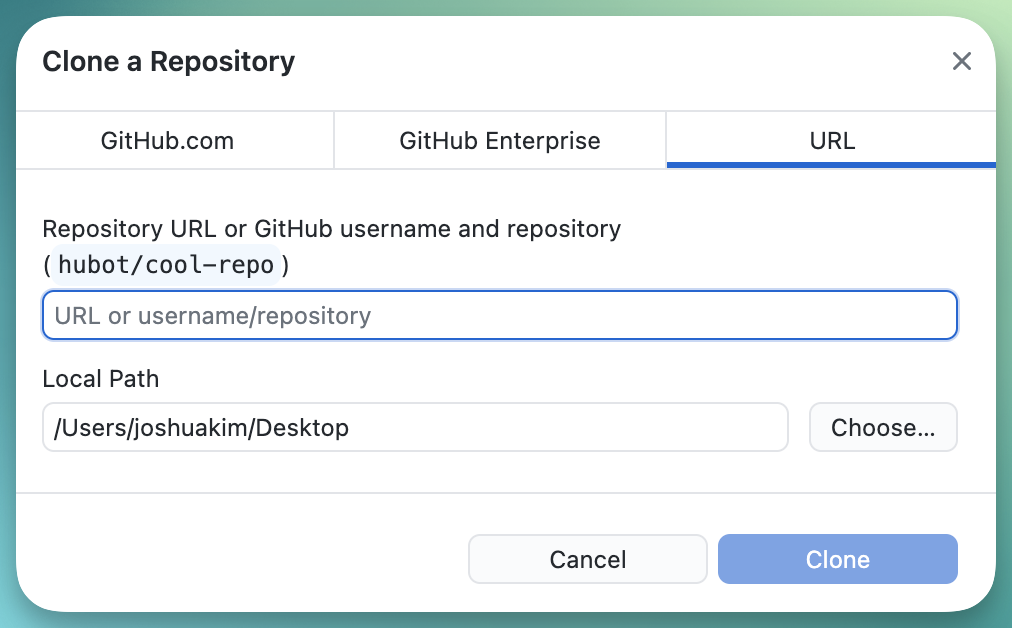 Clone a Repository
GitHub.com
GitHub Enterprise
URL
Repository URL or GitHub username and repository
(hubot/cool-repo)
URL or username/repository
Local Path
/Users/joshuakim/Desktop
Choose...
Cancel
Clone